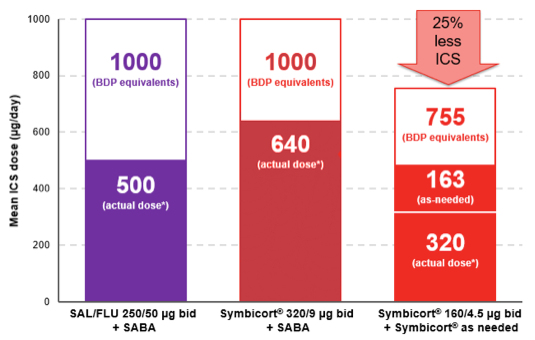 Mean ICS dose (µg/day)
1000
800
600
400
200
0
1000
(BDP equivalents)
500
(actual dose*)
1000
(BDP equivalents)
640
(actual dose*)
25%
less
ICS
755
(BDP equivalents)
163
(as-needed)
320
(actual dose*)
SAL/FLU 250/50 µg bid
+ SABA
Symbicort® 320/9 µg bid
+ SABA
Symbicort® 160/4.5 µg bid
+ Symbicort® as needed